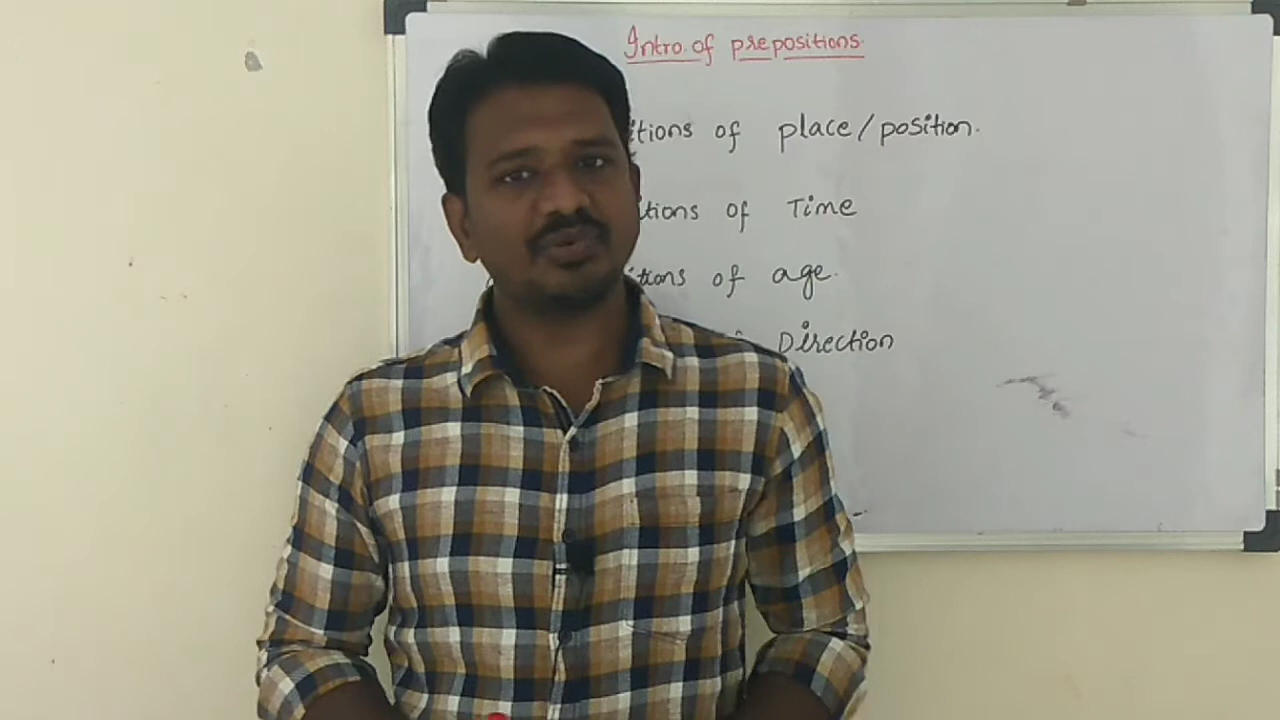 Intro. of prepositions.
itions of place/position.
itions of Time
itions of age.
Direction